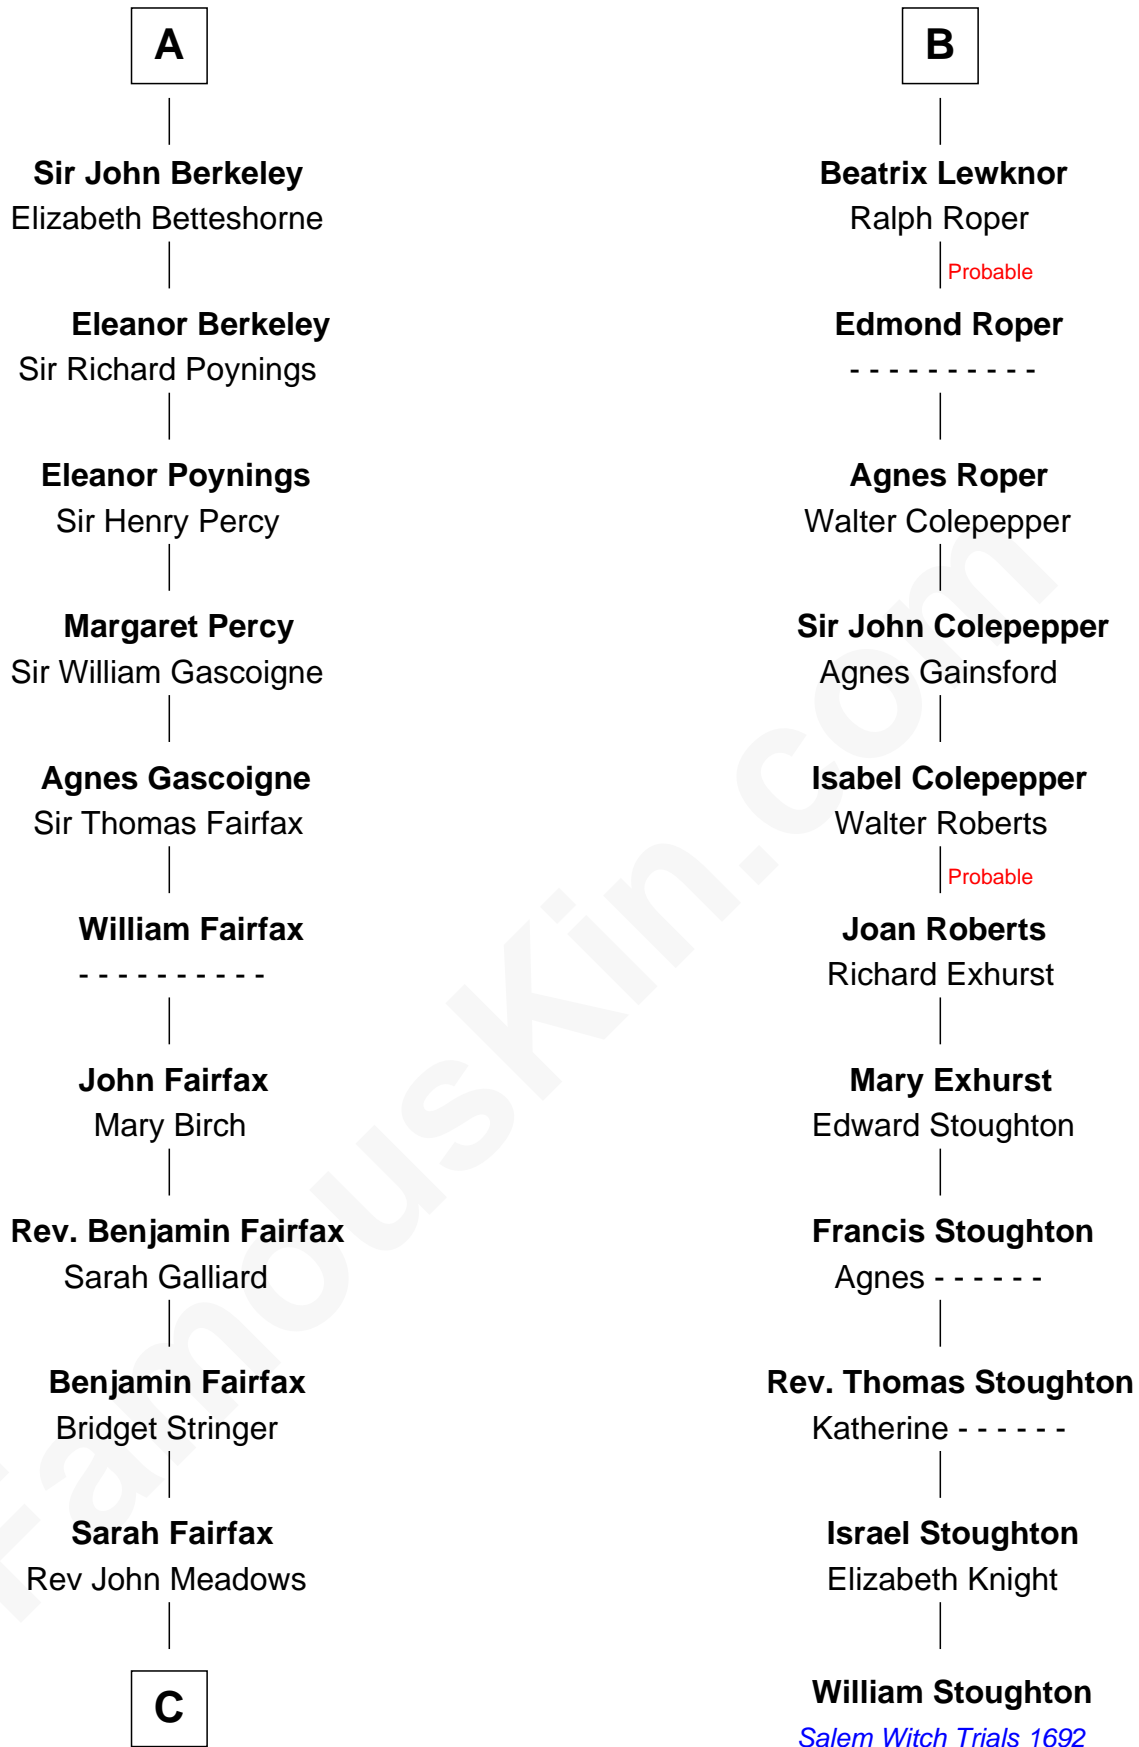 A
Sir John Berkeley
Elizabeth Betteshorne
Eleanor Berkeley
Sir Richard Poynings
Eleanor Poynings
Sir Henry Percy
Margaret Percy
Sir William Gascoigne
Agnes Gascoigne
Sir Thomas Fairfax
William Fairfax
- - - - - - - - - -
John Fairfax
Mary Birch
Rev. Benjamin Fairfax
Sarah Galliard
Benjamin Fairfax
Bridget Stringer
Sarah Fairfax
Rev John Meadows
C
B
Beatrix Lewknor
Ralph Roper
Probable
Edmond Roper
- - - - - - - - - -
Agnes Roper
Walter Colepepper
Sir John Colepepper
Agnes Gainsford
Isabel Colepepper
Walter Roberts
Probable
Joan Roberts
Richard Exhurst
Mary Exhurst
Edward Stoughton
Francis Stoughton
Agnes - - - - - -
Rev. Thomas Stoughton
Katherine - - - - - -
Israel Stoughton
Elizabeth Knight
William Stoughton
Salem Witch Trials 1692
FamousKin.com